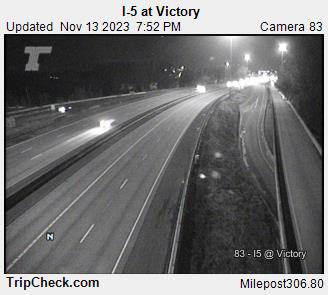 I-5 at Victory
Updated Nov 13 2023 7:52 PM Camera 83
T
N
83 - I5 @ Victory
TripCheck.com Milepost306.80